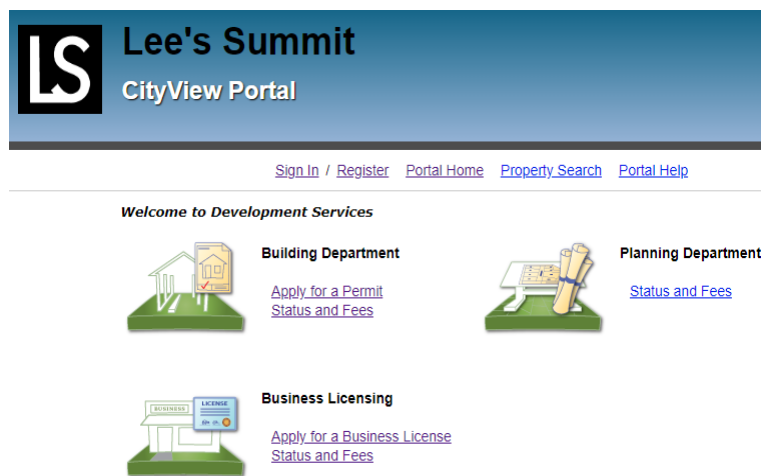 LS
Lee's Summit
CityView Portal
Sign In / Register Portal Home Property Search Portal Help
Welcome to Development Services
Building Department
Apply for a Permit
Status and Fees
Planning Department
Status and Fees
BUSINESS
LICENSE
Business Licensing
Apply for a Business License
Status and Fees